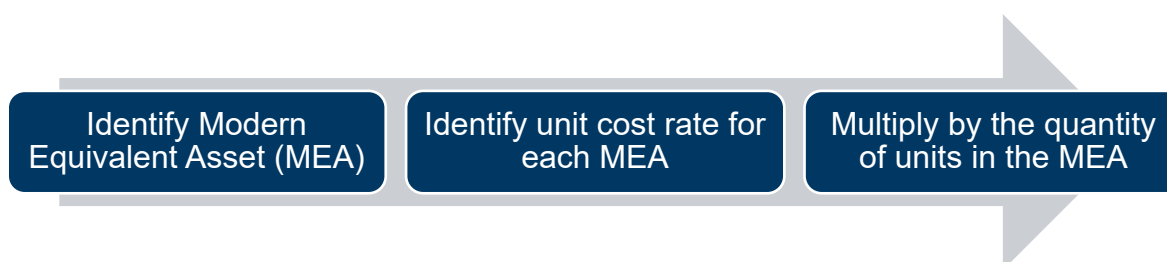 Identify Modern
Equivalent Asset (MEA)
Identify unit cost rate for
each MEA
Multiply by the quantity
of units in the MEA